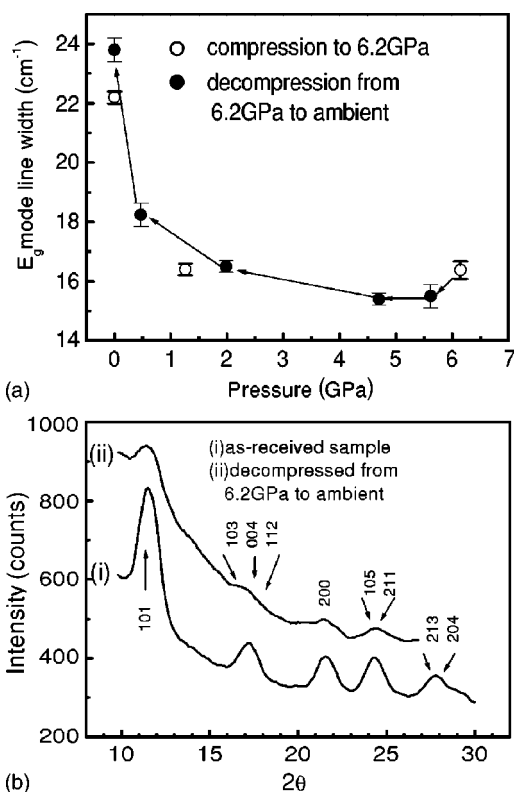 24
22
20
18
16
14
E_g mode line width (cm⁻¹)
compression to 6.2GPa
decompression from
6.2GPa to ambient
0 1 2 3 4 5 6 7
(a)
Pressure (GPa)
1000
800
600
400
200
Intensity (counts)
(ii)
(i)
(i)as-received sample
(ii)decompressed from
6.2GPa to ambient
101
103
004
112
200
105
211
213
204
10 15 20 25 30
(b)
2θ